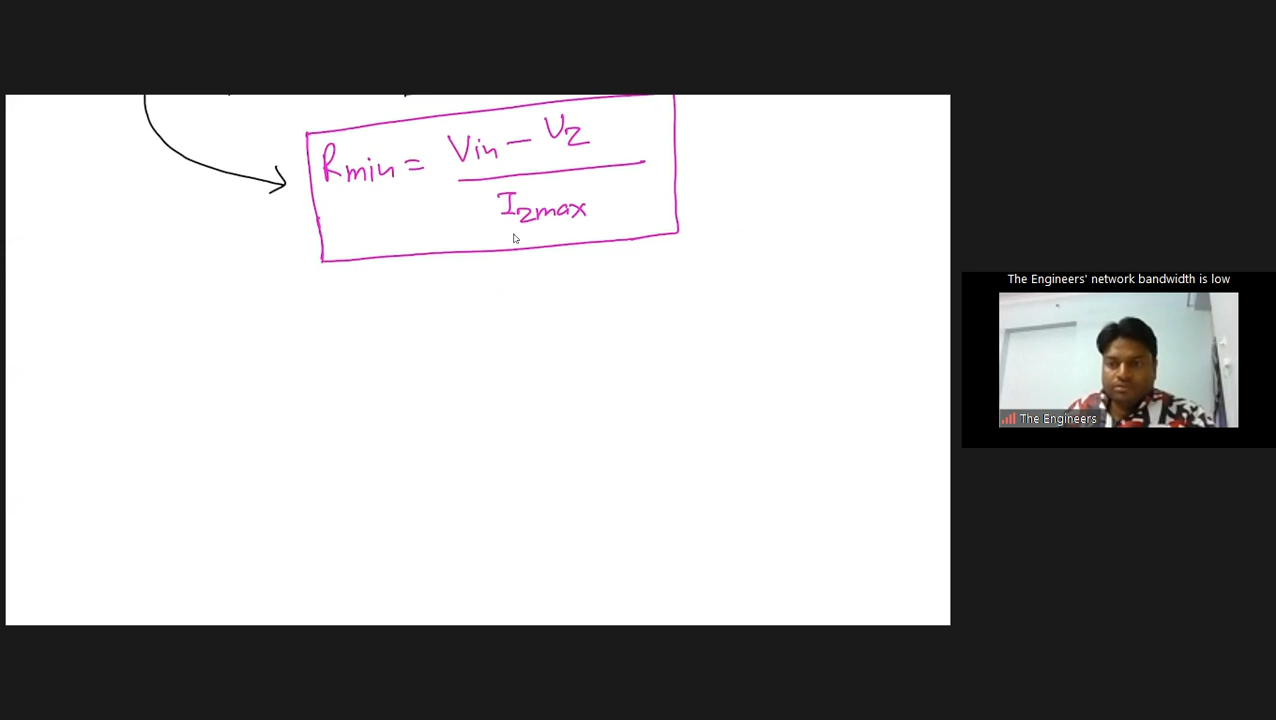 Rmin = Vin - Vz
Izmax
The Engineers' network bandwidth is low
The Engineers